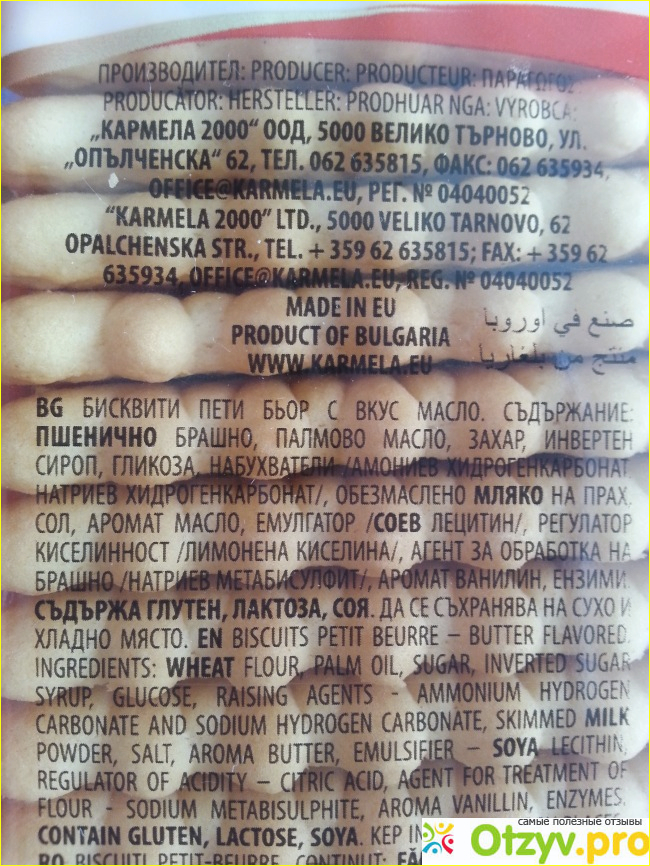 ПРОИЗВОДИТЕЛ: PRODUCER: PRODUCTEUR: ΠΑΡΑΓΩΓΟΣ:
PRODUCĂTOR: HERSTELLER: PRODHUAR NGA: VÝROBCA:
„КАРМЕЛА 2000“ ООД, 5000 ВЕЛИКО ТЪРНОВО, УЛ.
„ОПЪЛЧЕНСКА“ 62, ТЕЛ. 062 635815, ФАКС: 062 635934,
OFFICE@KARMELA.EU, РЕГ. № 04040052
“KARMELA 2000” LTD., 5000 VELIKO TARNOVO, 62
OPALCHENSKA STR., TEL. + 359 62 635815; FAX: + 359 62
635934, OFFICE@KARMELA.EU, REG. № 04040052
MADE IN EU
صنع في اوروبا
PRODUCT OF BULGARIA
منتج من بلغاريا
WWW.KARMELA.EU
BG БИСКВИТИ ПЕТИ БЬОР С ВКУС МАСЛО. СЪДЪРЖАНИЕ:
ПШЕНИЧНО БРАШНО, ПАЛМОВО МАСЛО, ЗАХАР, ИНВЕРТЕН
СИРОП, ГЛИКОЗА, НАБУХВАТЕЛИ /АМОНИЕВ ХИДРОГЕНКАРБОНАТ,
НАТРИЕВ ХИДРОГЕНКАРБОНАТ/, ОБЕЗМАСЛЕНО МЛЯКО НА ПРАХ,
СОЛ, АРОМАТ МАСЛО, ЕМУЛГАТОР /СОЕВ ЛЕЦИТИН/, РЕГУЛАТОР
КИСЕЛИННОСТ /ЛИМОНЕНА КИСЕЛИНА/, АГЕНТ ЗА ОБРАБОТКА НА
БРАШНО /НАТРИЕВ МЕТАБИСУЛФИТ/, АРОМАТ ВАНИЛИН, ЕНЗИМИ.
СЪДЪРЖА ГЛУТЕН, ЛАКТОЗА, СОЯ. ДА СЕ СЪХРАНЯВА НА СУХО И
ХЛАДНО МЯСТО. EN BISCUITS PETIT BEURRE – BUTTER FLAVORED.
INGREDIENTS: WHEAT FLOUR, PALM OIL, SUGAR, INVERTED SUGAR
SYRUP, GLUCOSE, RAISING AGENTS - AMMONIUM HYDROGEN
CARBONATE AND SODIUM HYDROGEN CARBONATE, SKIMMED MILK
POWDER, SALT, AROMA BUTTER, EMULSIFIER – SOYA LECITHIN,
REGULATOR OF ACIDITY – CITRIC ACID, AGENT FOR TREATMENT OF
FLOUR - SODIUM METABISULPHITE, AROMA VANILLIN, ENZYMES.
CONTAIN GLUTEN, LACTOSE, SOYA. KEP IN
RO BISCUITI PETIT-BEURRE. CONTINUT:
самые полезные отзывы
Otzyv.pro